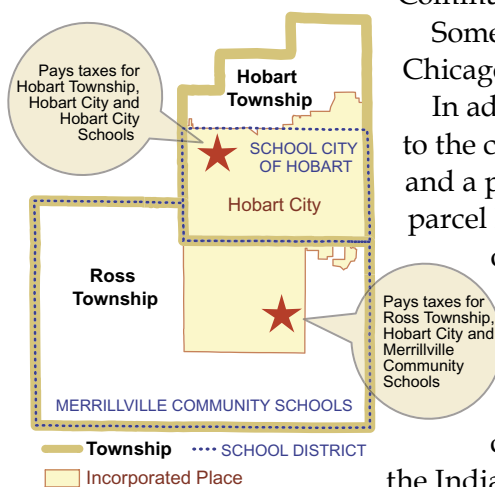 Commu
Some
Chicago
In ad
to the c
and a p
parcel
the India
Pays taxes for
Hobart Township,
Hobart City and
Hobart City
Schools
Hobart
Township
SCHOOL CITY
OF HOBART
Hobart City
Ross
Township
Pays taxes for
Ross Township,
Hobart City and
Merrillville
Community
Schools
MERRILLVILLE COMMUNITY SCHOOLS
Township
SCHOOL DISTRICT
Incorporated Place